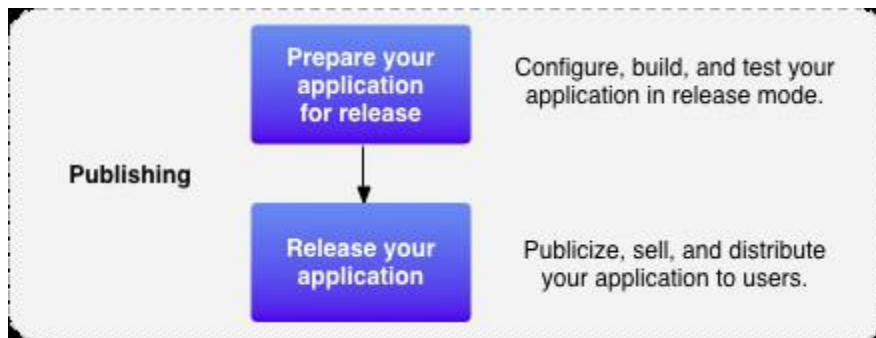 Prepare your
application
for release
Configure, build, and test your
application in release mode.
Publishing
Release your
application
Publicize, sell, and distribute
your application to users.